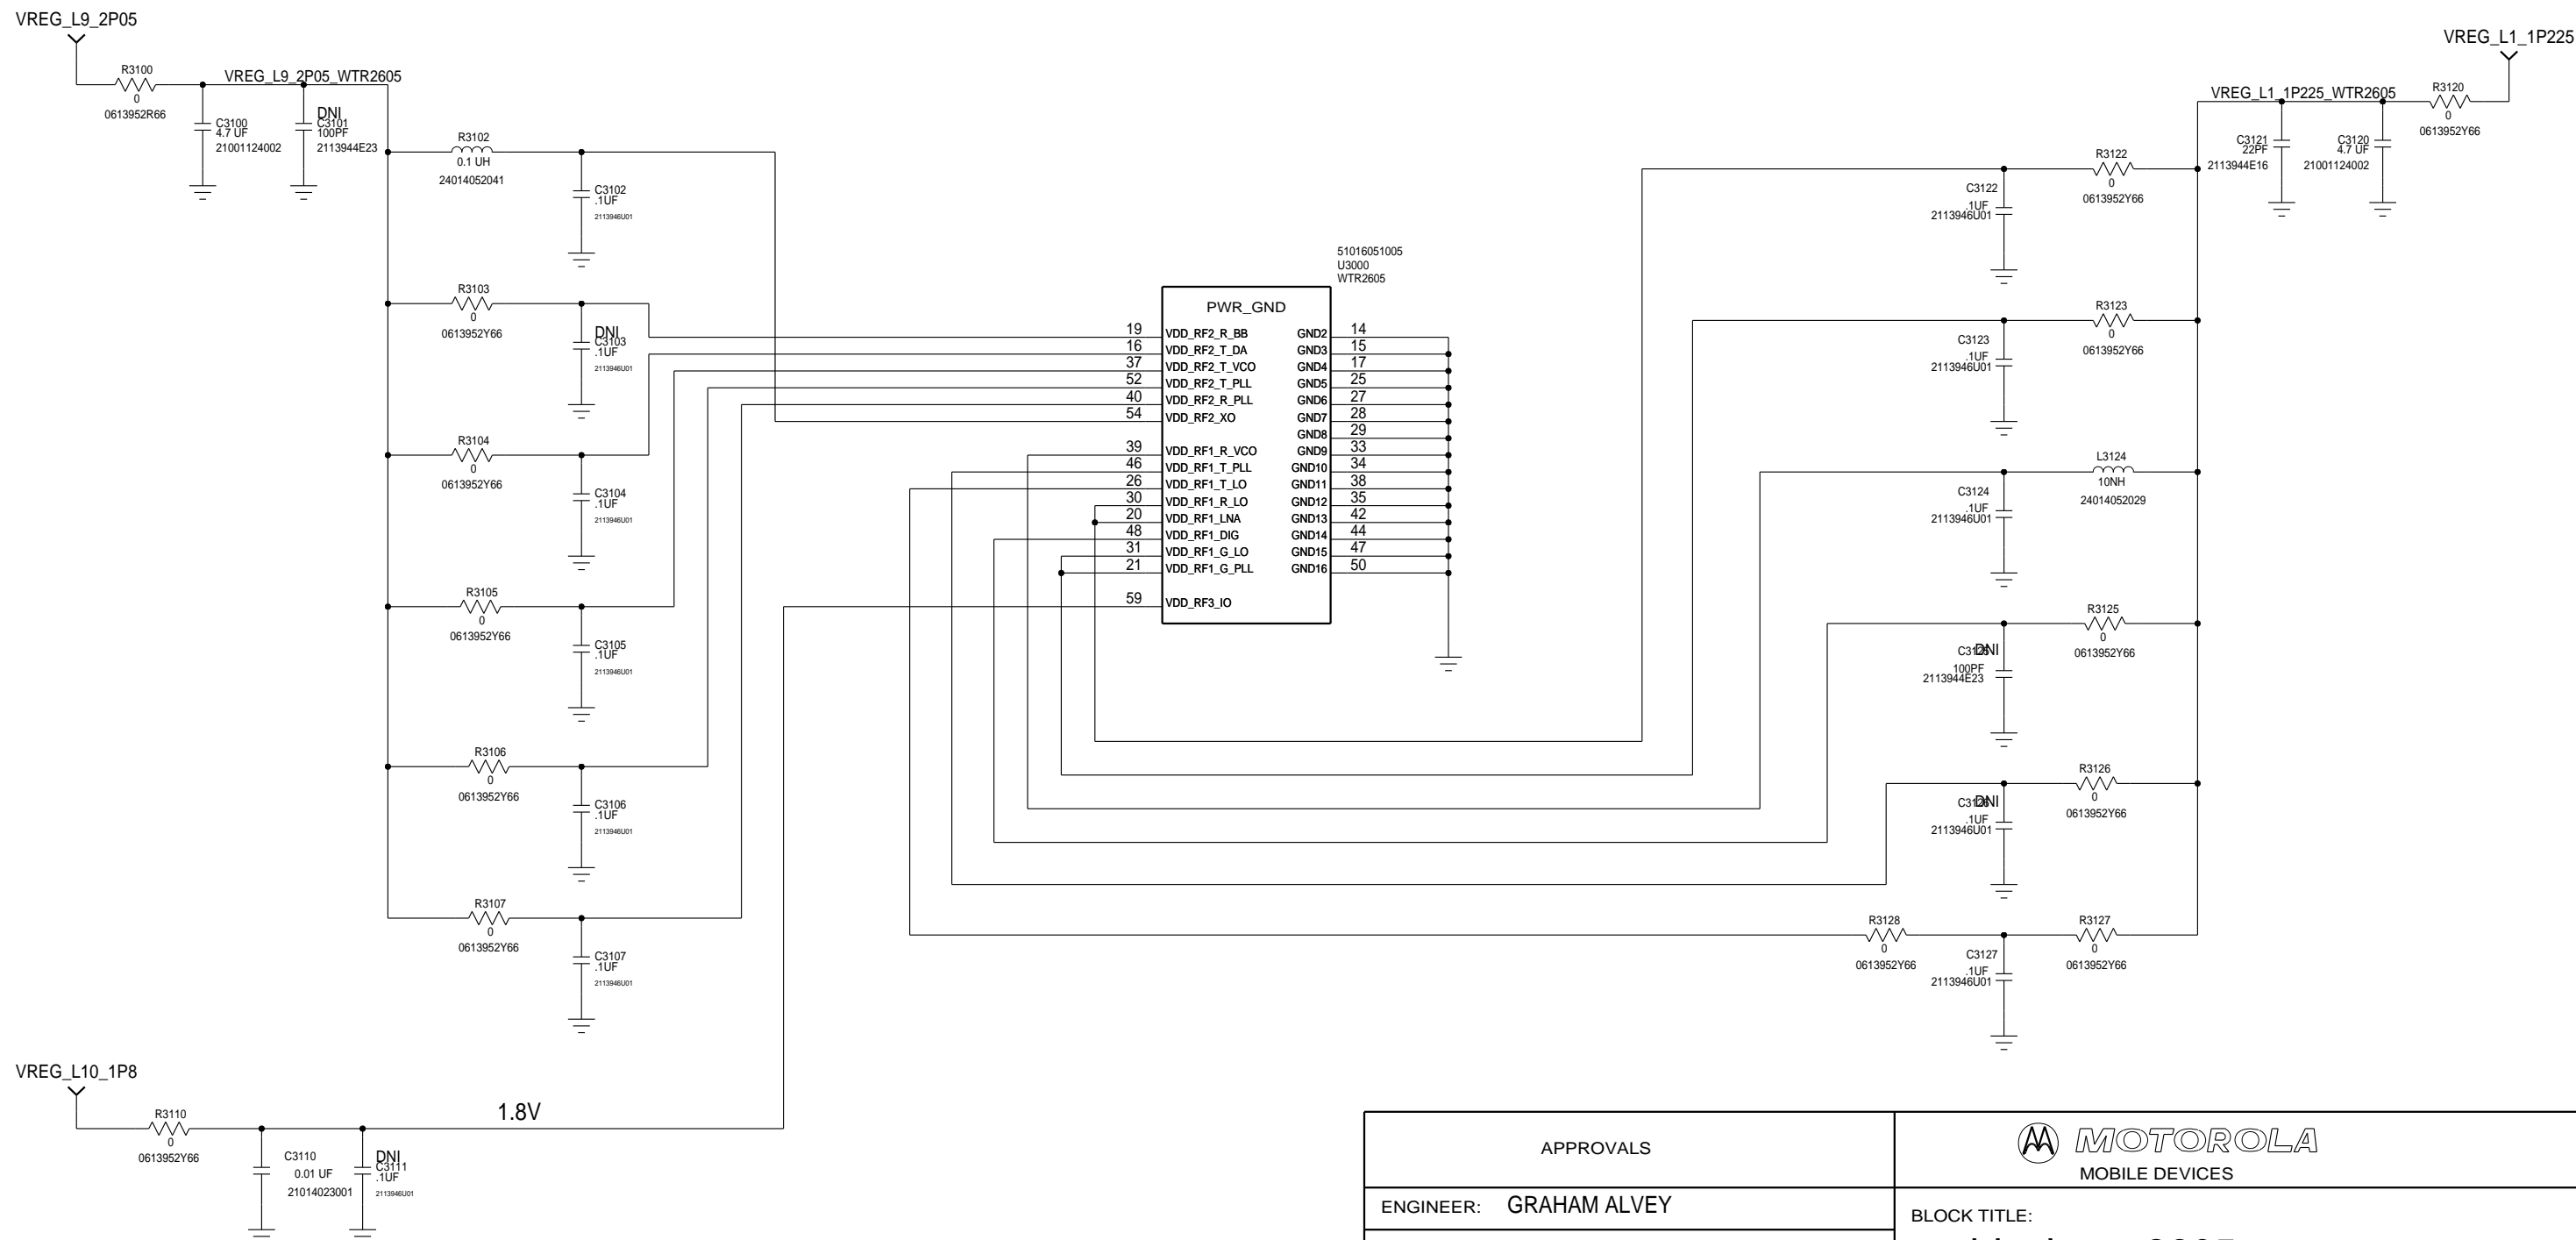 VREG_L9_2P05
R3100
0
0613952R66
VREG_L9_2P05_WTR2605
C3100
4.7 UF
21001124002
DNI
C3101
100PF
2113944E23
R3102
0.1 UH
24014052041
C3102
.1UF
2113946U01
R3103
0
0613952Y66
DNI
C3103
.1UF
2113946U01
R3104
0
0613952Y66
C3104
.1UF
2113946U01
R3105
0
0613952Y66
C3105
.1UF
2113946U01
R3106
0
0613952Y66
C3106
.1UF
2113946U01
R3107
0
0613952Y66
C3107
.1UF
2113946U01
VREG_L10_1P8
R3110
0
0613952Y66
1.8V
C3110
0.01 UF
21014023001
DNI
C3111
.1UF
2113946U01
51016051005
U3000
WTR2605
PWR_GND
19 VDD_RF2_R_BB GND2 14
16 VDD_RF2_T_DA GND3 15
37 VDD_RF2_T_VCO GND4 17
52 VDD_RF2_T_PLL GND5 25
40 VDD_RF2_R_PLL GND6 27
54 VDD_RF2_XO GND7 28
GND8 29
39 VDD_RF1_R_VCO GND9 33
46 VDD_RF1_T_PLL GND10 34
26 VDD_RF1_T_LO GND11 38
30 VDD_RF1_R_LO GND12 35
20 VDD_RF1_LNA GND13 42
48 VDD_RF1_DIG GND14 44
31 VDD_RF1_G_LO GND15 47
21 VDD_RF1_G_PLL GND16 50
59 VDD_RF3_IO
VREG_L1_1P225
VREG_L1_1P225_WTR2605
R3120
0
0613952Y66
C3121
22PF
2113944E16
C3120
4.7 UF
21001124002
R3122
0
0613952Y66
C3122
.1UF
2113946U01
R3123
0
0613952Y66
C3123
.1UF
2113946U01
L3124
10NH
24014052029
C3124
.1UF
2113946U01
R3125
0
0613952Y66
C3125
DNI
100PF
2113944E23
R3126
0
0613952Y66
C3126
DNI
.1UF
2113946U01
R3128
0
0613952Y66
R3127
0
0613952Y66
C3127
.1UF
2113946U01
APPROVALS
MOTOROLA
MOBILE DEVICES
ENGINEER: GRAHAM ALVEY
BLOCK TITLE: